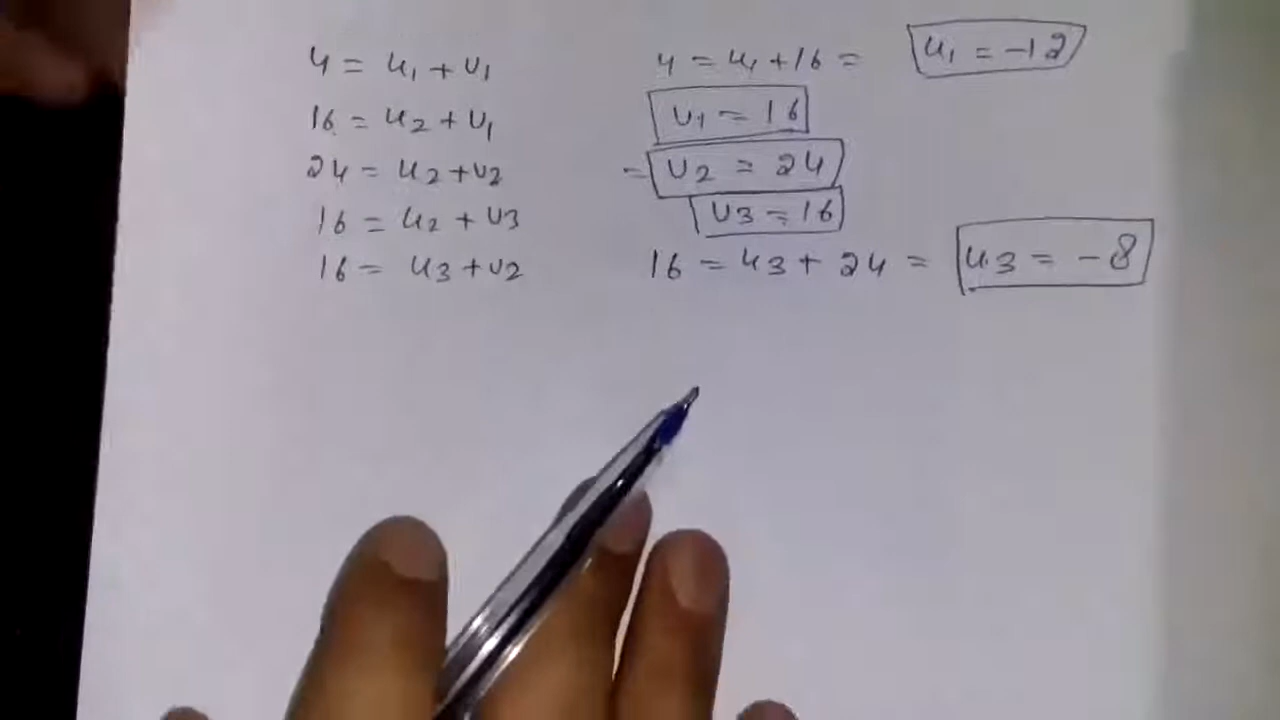 4 = u1 + v1 4 = u1 + 16 = u1 = -12
16 = u2 + v1 v1 = 16
24 = u2 + v2 = v2 = 24
16 = u2 + v3 v3 = 16
16 = u3 + v2 16 = u3 + 24 = u3 = -8